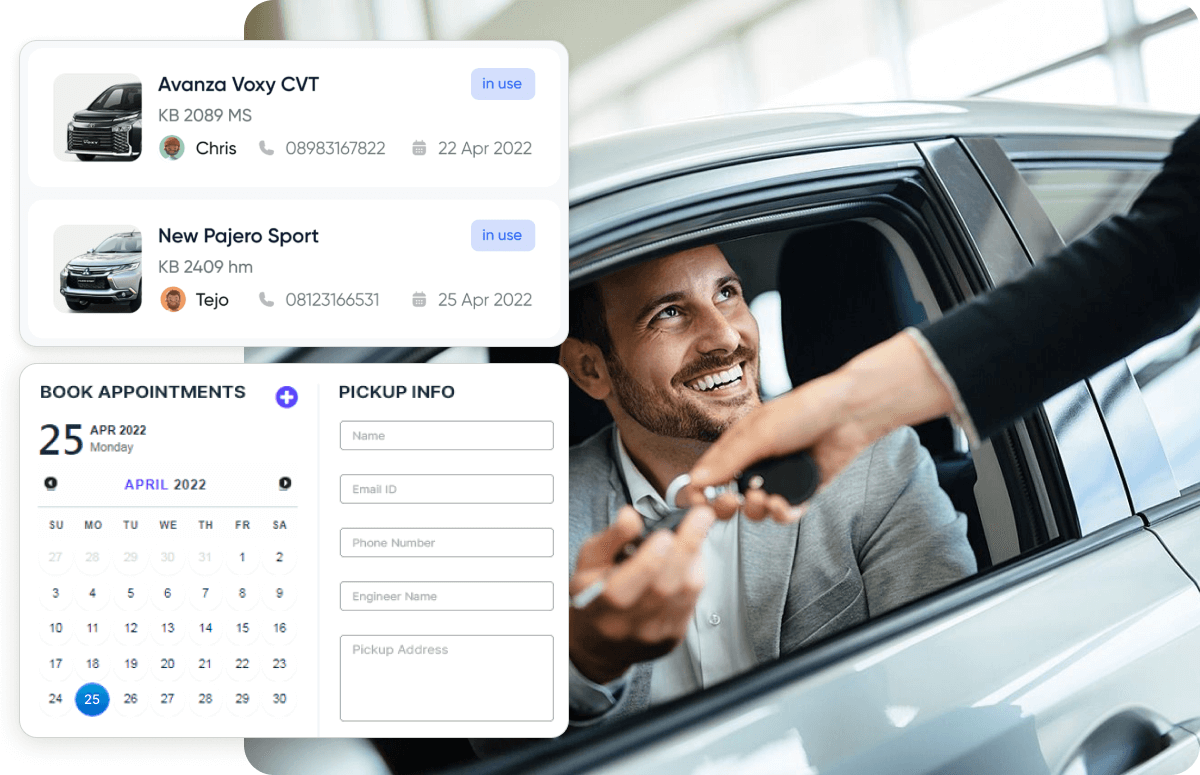 Avanza Voxy CVT
in use
KB 2089 MS
Chris
08983167822
22 Apr 2022
New Pajero Sport
in use
KB 2409 hm
Tejo
08123166531
25 Apr 2022
BOOK APPOINTMENTS
25
APR 2022
Monday
APRIL 2022
SU MO TU WE TH FR SA
27 28 29 30 31 1 2
3 4 5 6 7 8 9
10 11 12 13 14 15 16
17 18 19 20 21 22 23
24 25 26 27 28 29 30
PICKUP INFO
Name
Email ID
Phone Number
Engineer Name
Pickup Address